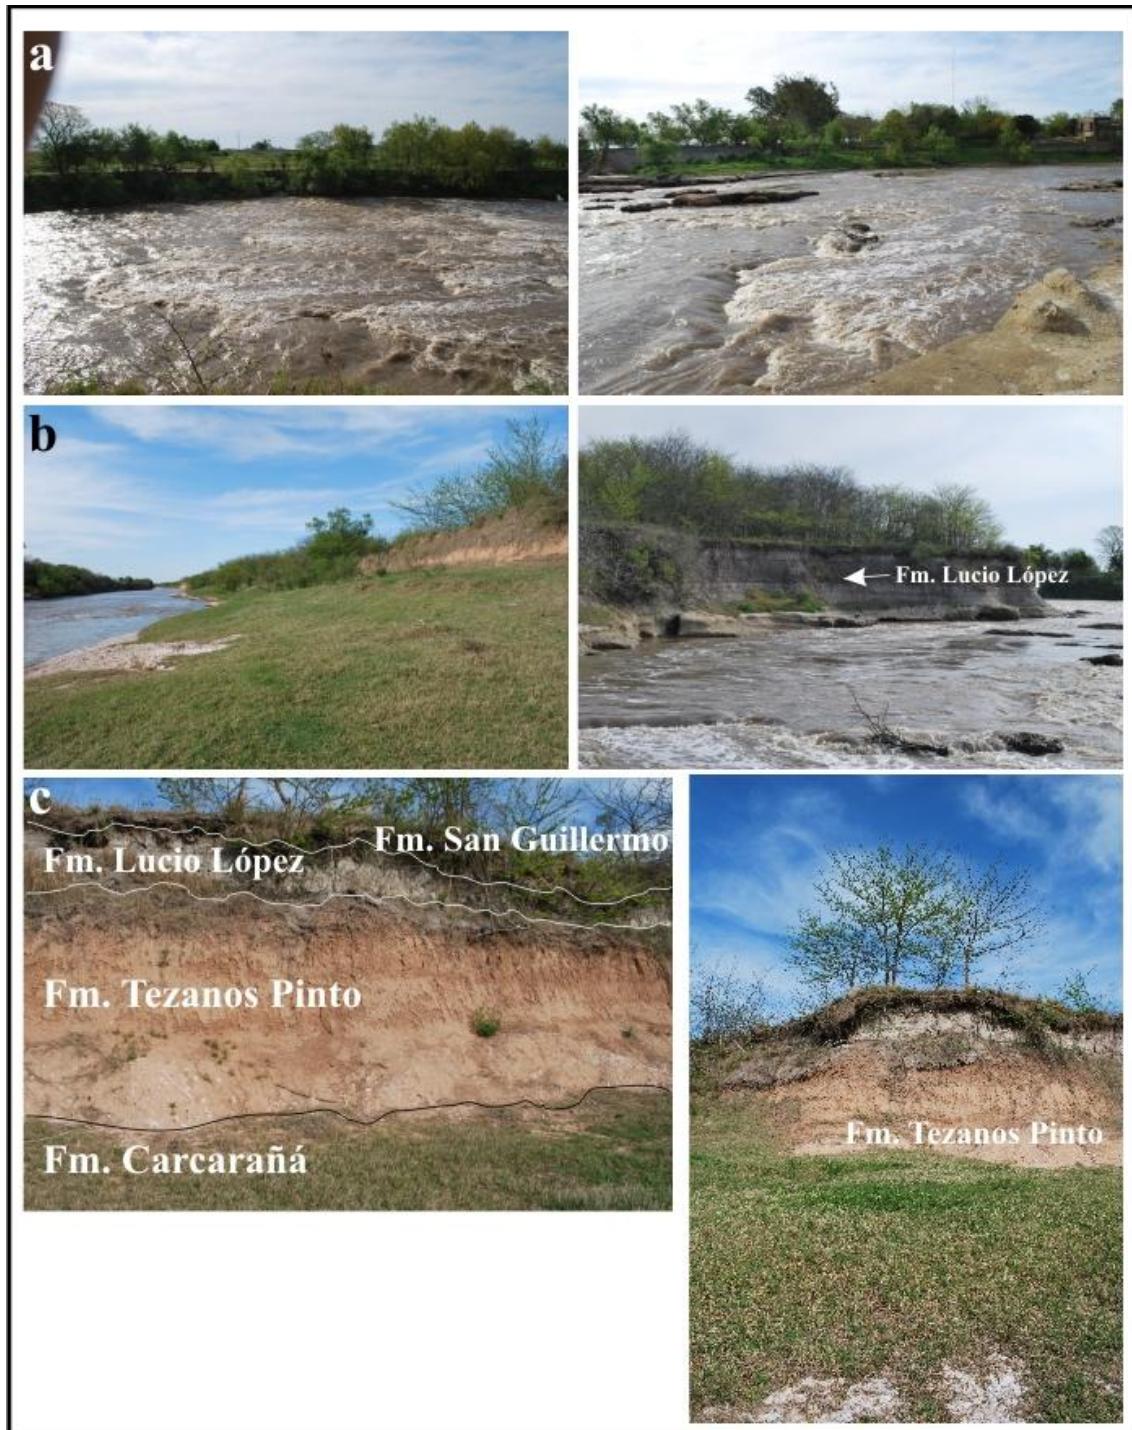 a
b
Fm. Lucio López
c
Fm. San Guillermo
Fm. Lucio López
Fm. Tezanos Pinto
Fm. Carcarañá
Fm. Tezanos Pinto